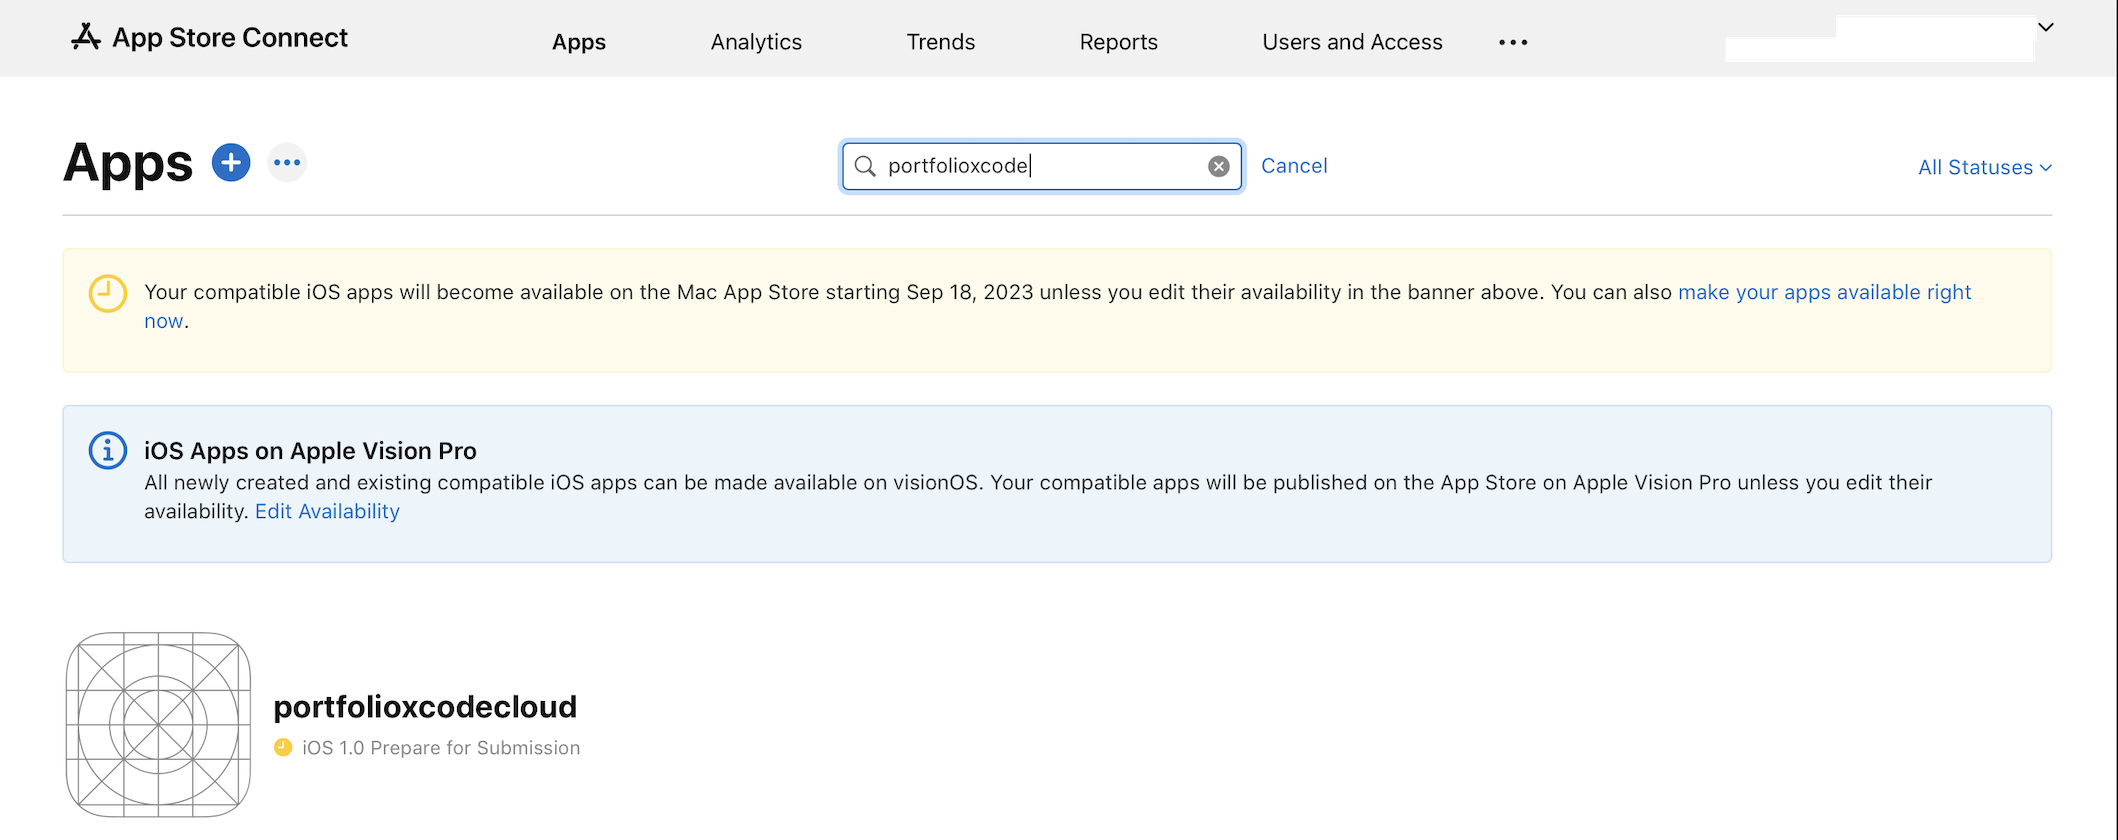 App Store Connect
Apps Analytics Trends Reports Users and Access
Apps
portfolioxcode
Cancel
All Statuses
Your compatible iOS apps will become available on the Mac App Store starting Sep 18, 2023 unless you edit their availability in the banner above. You can also make your apps available right
now.
iOS Apps on Apple Vision Pro
All newly created and existing compatible iOS apps can be made available on visionOS. Your compatible apps will be published on the App Store on Apple Vision Pro unless you edit their
availability. Edit Availability
portfolioxcodecloud
iOS 1.0 Prepare for Submission